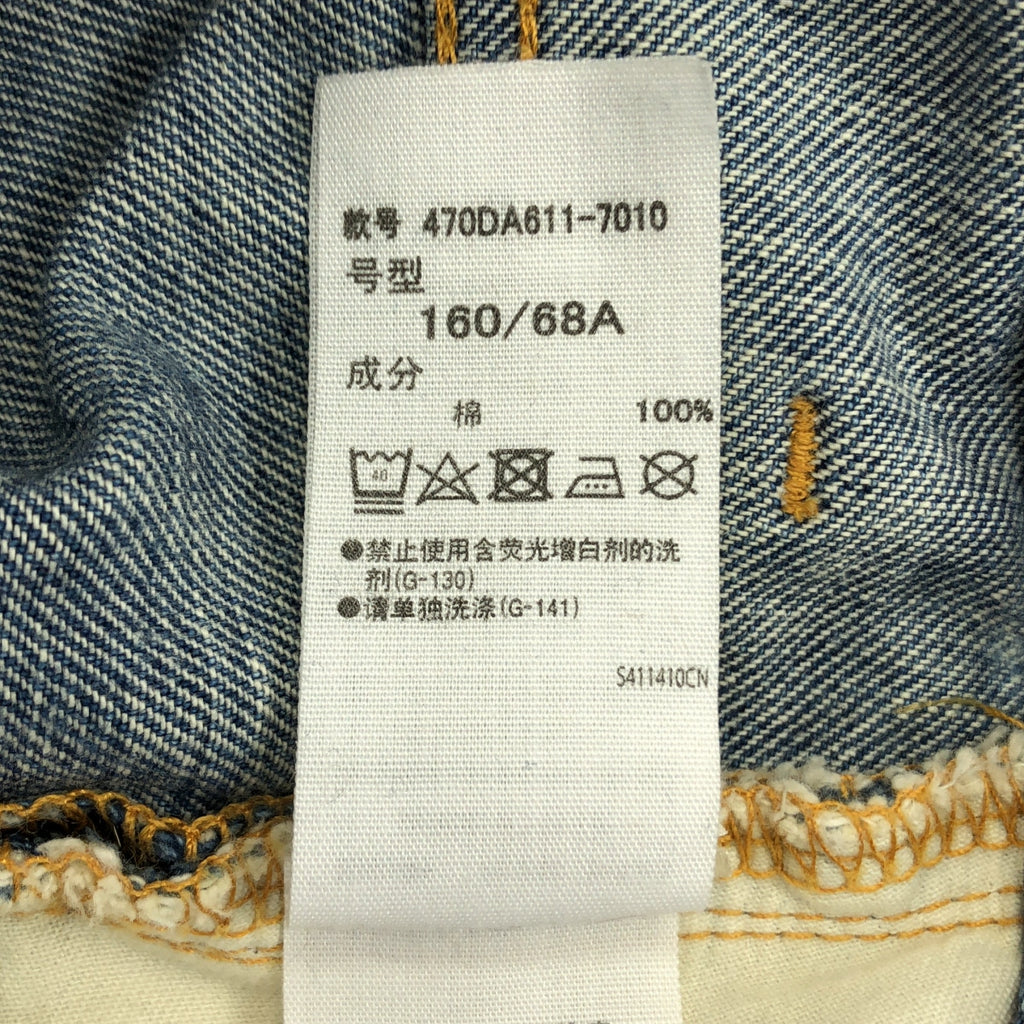 款号 470DA611-7010
号型
160/68A
成分
棉 100%
40
●禁止使用含荧光增白剂的洗
剂(G-130)
●请单独洗涤(G-141)
S411410CN